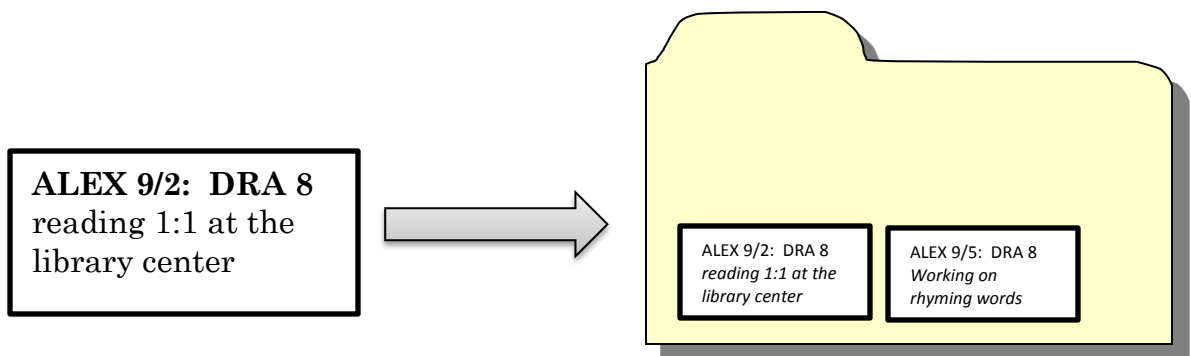 ALEX 9/2:  DRA 8
reading 1:1 at the
library center
ALEX 9/2:  DRA 8
reading 1:1 at the
library center
ALEX 9/5:  DRA 8
Working on
rhyming words